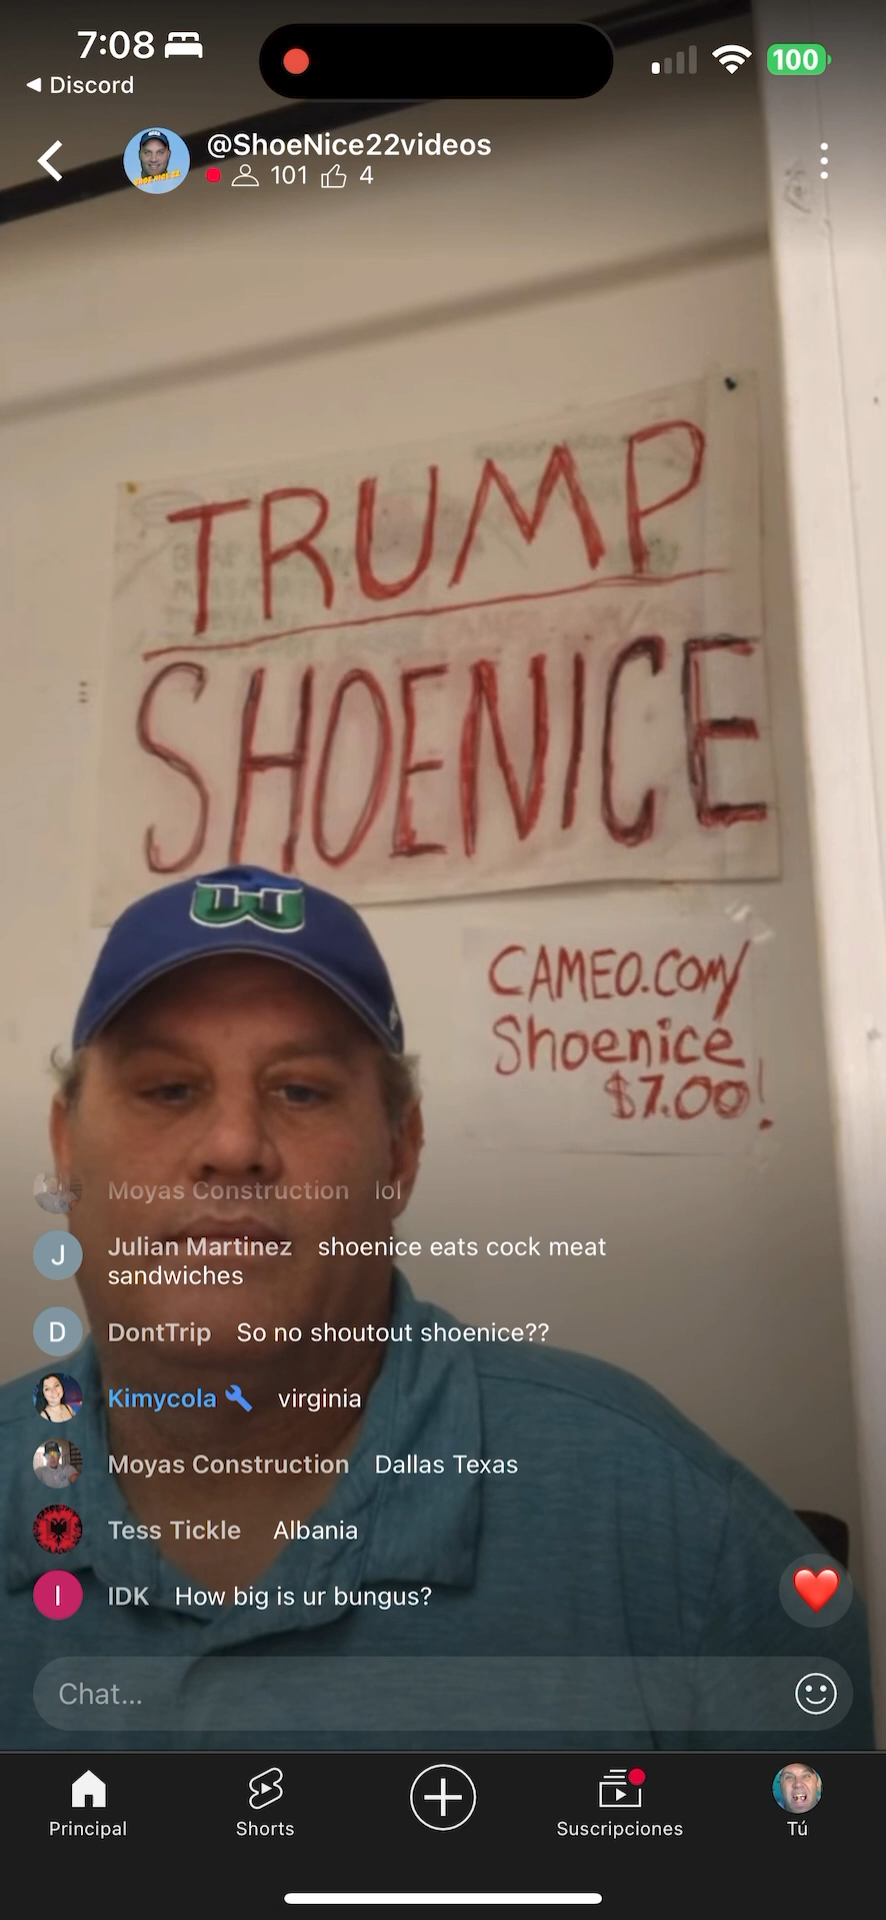 7:08
Discord
100
@ShoeNice22videos
101 4
TRUMP
SHOENICE
CAMEO.COM/
Shoenice
$7.00!
Moyas Construction lol
Julian Martinez shoenice eats cock meat
sandwiches
DontTrip So no shoutout shoenice??
Kimycola virginia
Moyas Construction Dallas Texas
Tess Tickle Albania
IDK How big is ur bungus?
Chat...
Principal
Shorts
Suscripciones
Tú